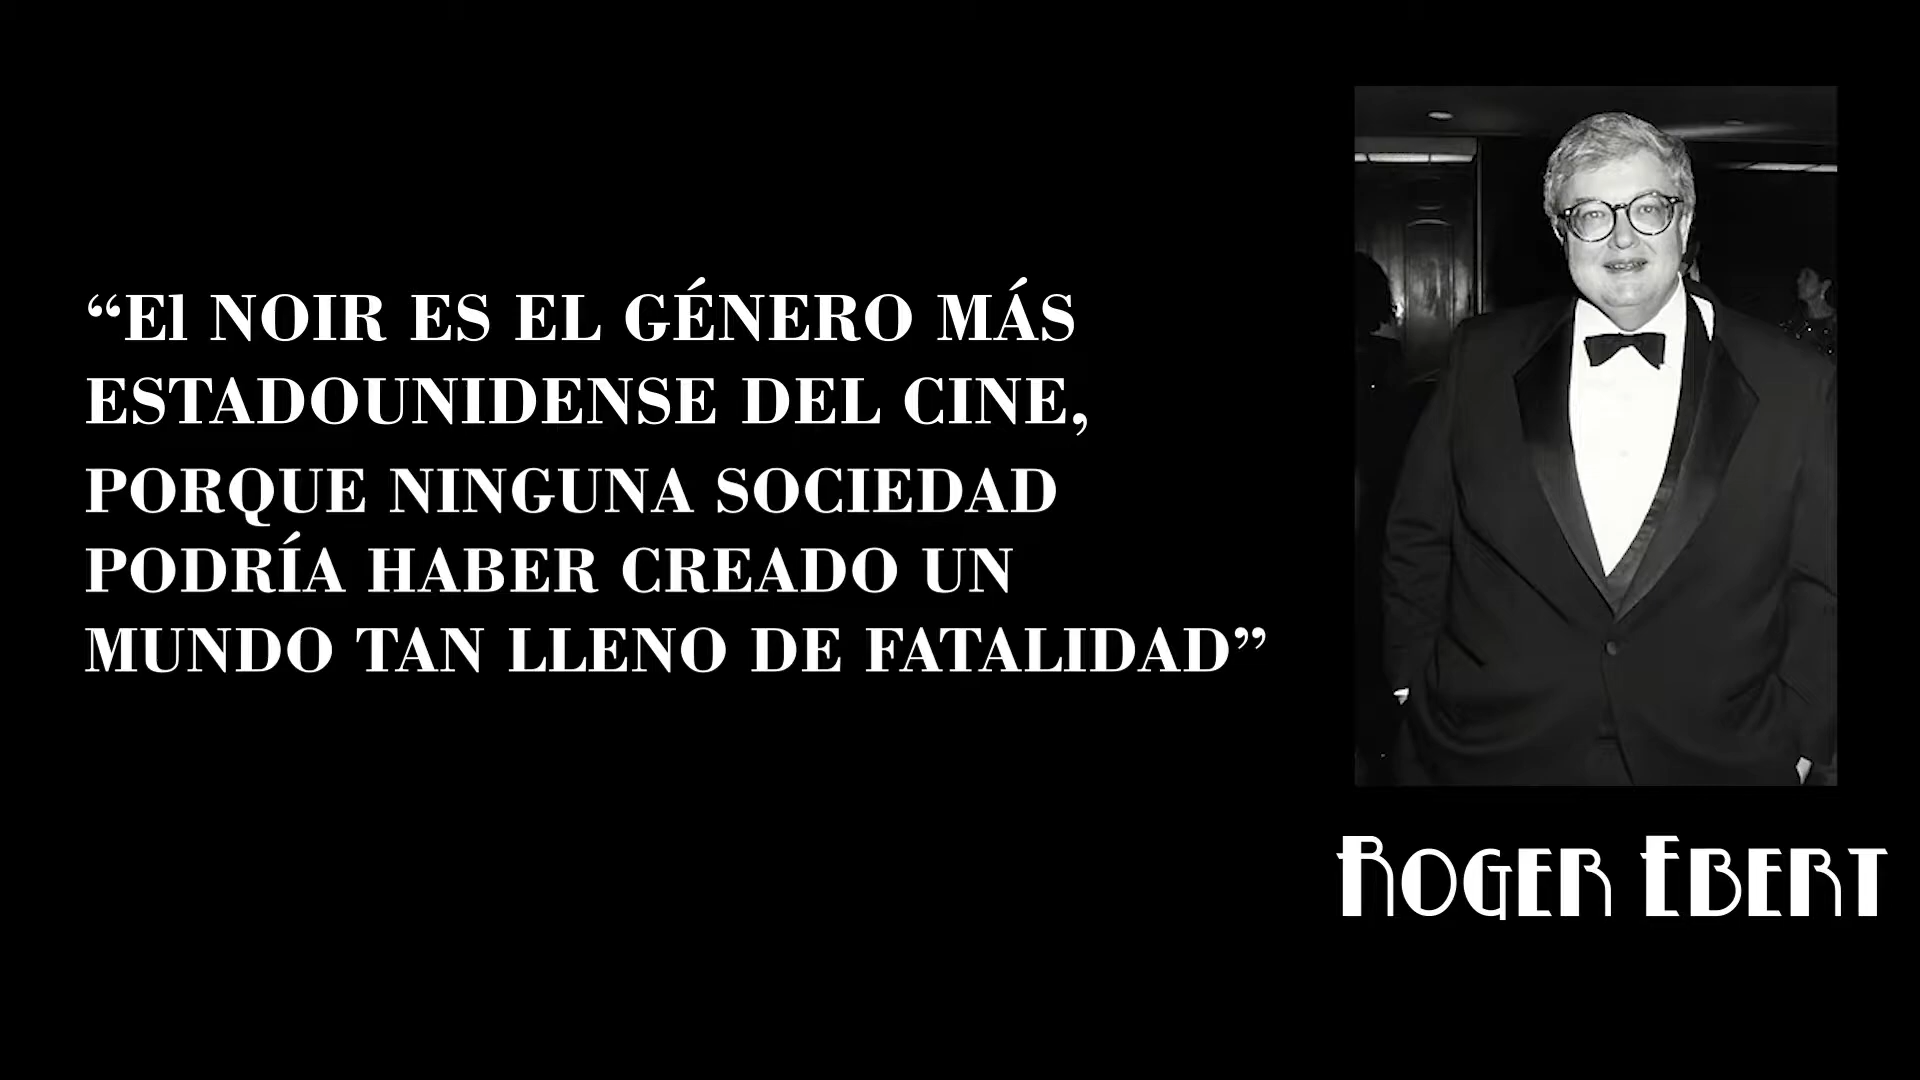 “El NOIR ES EL GÉNERO MÁS
ESTADOUNIDENSE DEL CINE,
PORQUE NINGUNA SOCIEDAD
PODRÍA HABER CREADO UN
MUNDO TAN LLENO DE FATALIDAD”
ROGER EBERT